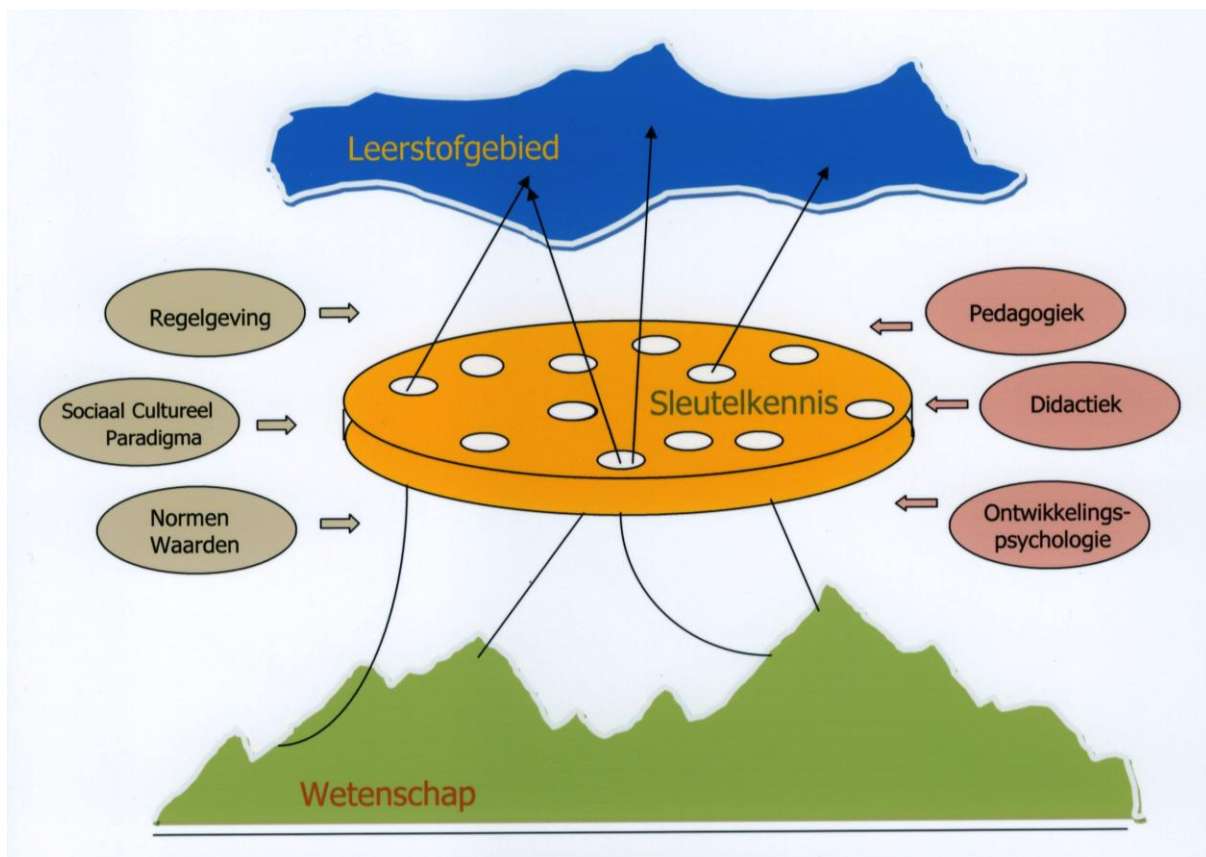 Leerstofgebied
Regelgeving
Pedagogiek
Sociaal Cultureel
Paradigma
Sleutelkennis
Didactiek
Normen
Waarden
Ontwikkelings-
psychologie
Wetenschap